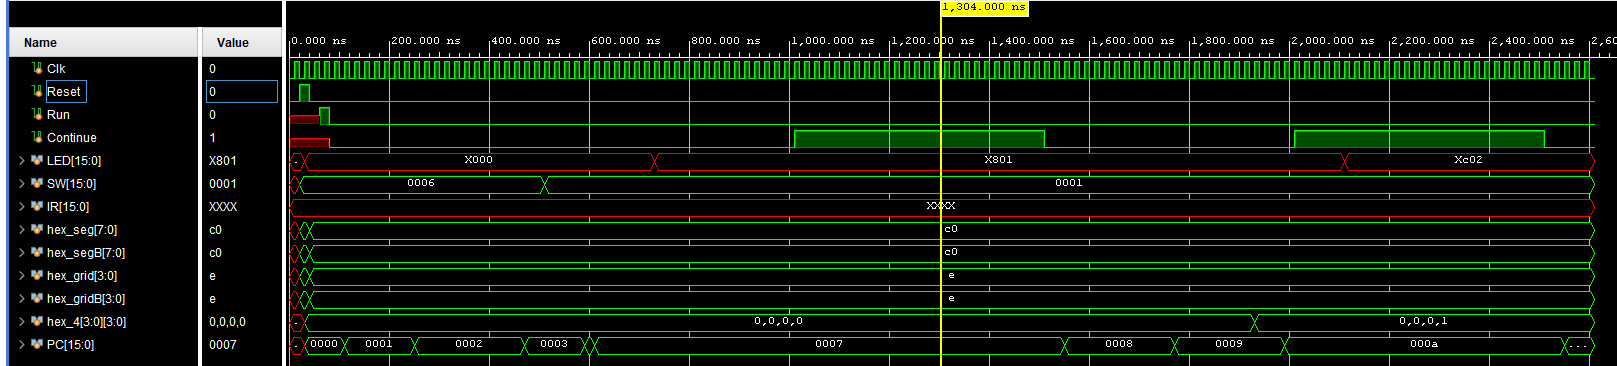 1,304.000 ns
Name Value
0.000 ns 200.000 ns 400.000 ns 600.000 ns 800.000 ns 1,000.000 ns 1,200.000 ns 1,400.000 ns 1,600.000 ns 1,800.000 ns 2,000.000 ns 2,200.000 ns 2,400.000 ns 2,60
Clk 0
Reset 0
Run 0
Continue 1
LED[15:0] X801 . X000 X801 Xc02
SW[15:0] 0001 0006 0001
IR[15:0] XXXX XXXX
hex_seg[7:0] c0 c0
hex_segB[7:0] c0 c0
hex_grid[3:0] e e
hex_gridB[3:0] e e
hex_4[3:0][3:0] 0,0,0,0 . 0,0,0,0 0,0,0,1
PC[15:0] 0007 . 0000 0001 0002 0003 0007 0008 0009 000a ...